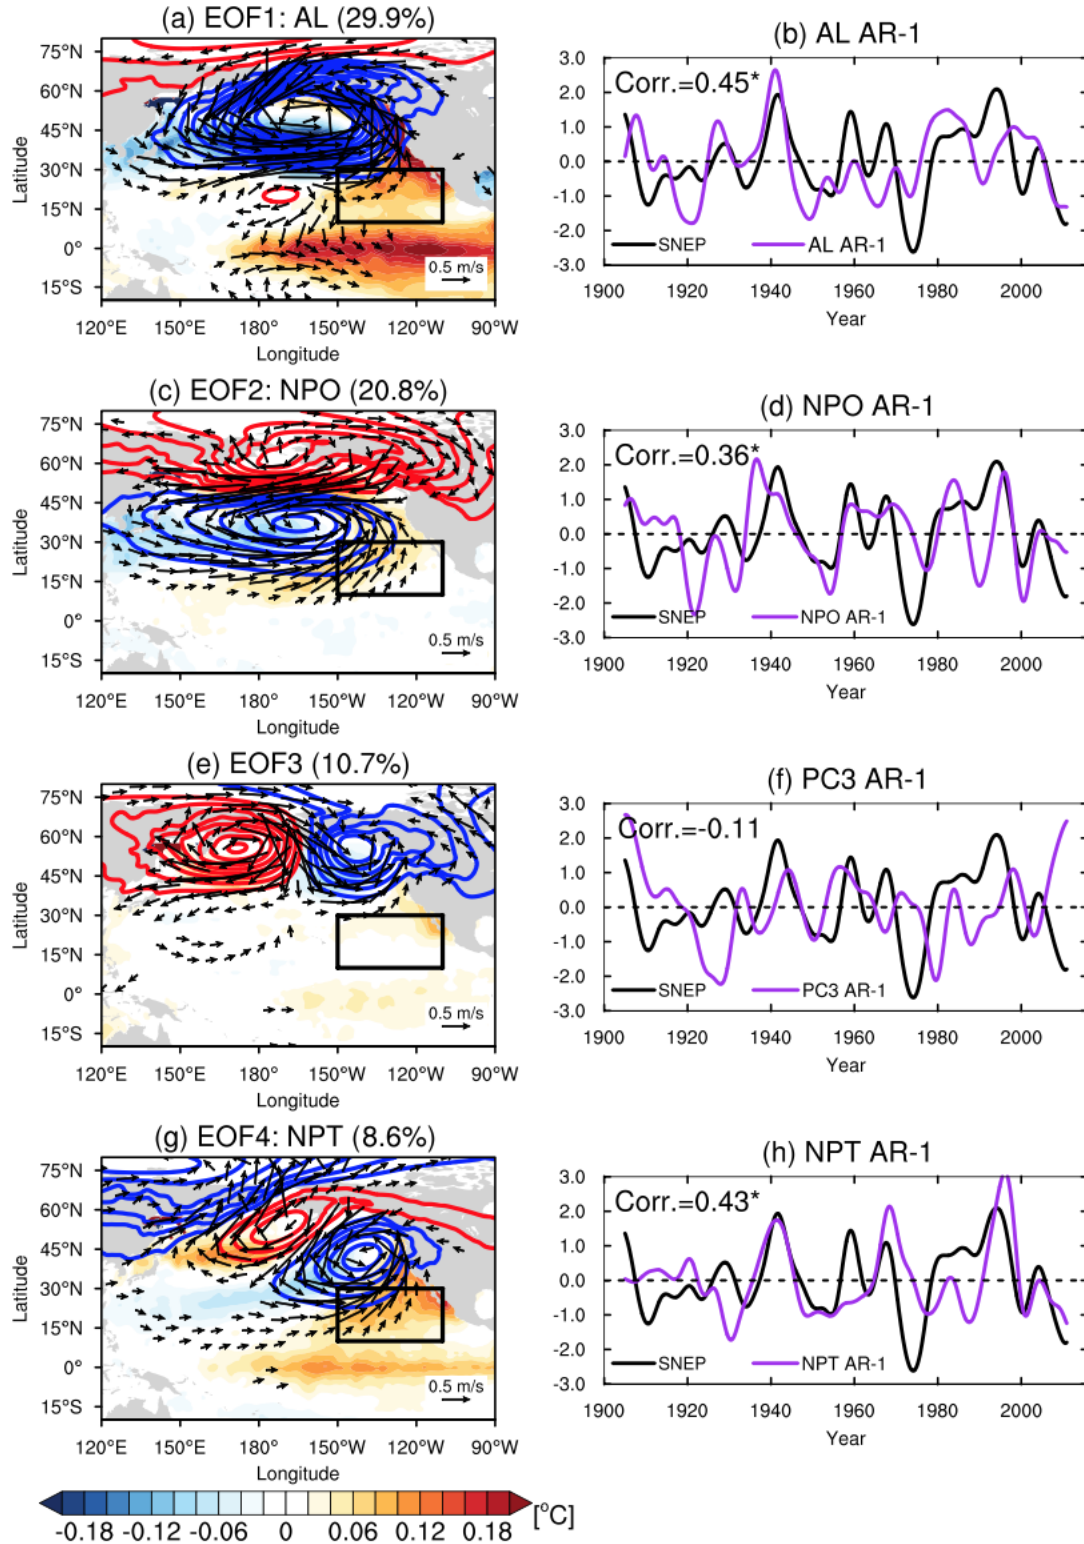 (a) EOF1: AL (29.9%)
75°N
60°N
45°N
30°N
15°N
0°
15°S
Latitude
0.5 m/s
120°E 150°E 180° 150°W 120°W 90°W
Longitude
(b) AL AR-1
Corr.=0.45*
3.0
2.0
1.0
0.0
-1.0
-2.0
-3.0
SNEP AL AR-1
1900 1920 1940 1960 1980 2000
Year
(c) EOF2: NPO (20.8%)
75°N
60°N
45°N
30°N
15°N
0°
15°S
Latitude
0.5 m/s
120°E 150°E 180° 150°W 120°W 90°W
Longitude
(d) NPO AR-1
Corr.=0.36*
3.0
2.0
1.0
0.0
-1.0
-2.0
-3.0
SNEP NPO AR-1
1900 1920 1940 1960 1980 2000
Year
(e) EOF3 (10.7%)
75°N
60°N
45°N
30°N
15°N
0°
15°S
Latitude
0.5 m/s
120°E 150°E 180° 150°W 120°W 90°W
Longitude
(f) PC3 AR-1
Corr.=-0.11
3.0
2.0
1.0
0.0
-1.0
-2.0
-3.0
SNEP PC3 AR-1
1900 1920 1940 1960 1980 2000
Year
(g) EOF4: NPT (8.6%)
75°N
60°N
45°N
30°N
15°N
0°
15°S
Latitude
0.5 m/s
120°E 150°E 180° 150°W 120°W 90°W
Longitude
(h) NPT AR-1
Corr.=0.43*
3.0
2.0
1.0
0.0
-1.0
-2.0
-3.0
SNEP NPT AR-1
1900 1920 1940 1960 1980 2000
Year
-0.18 -0.12 -0.06 0 0.06 0.12 0.18 [°C]